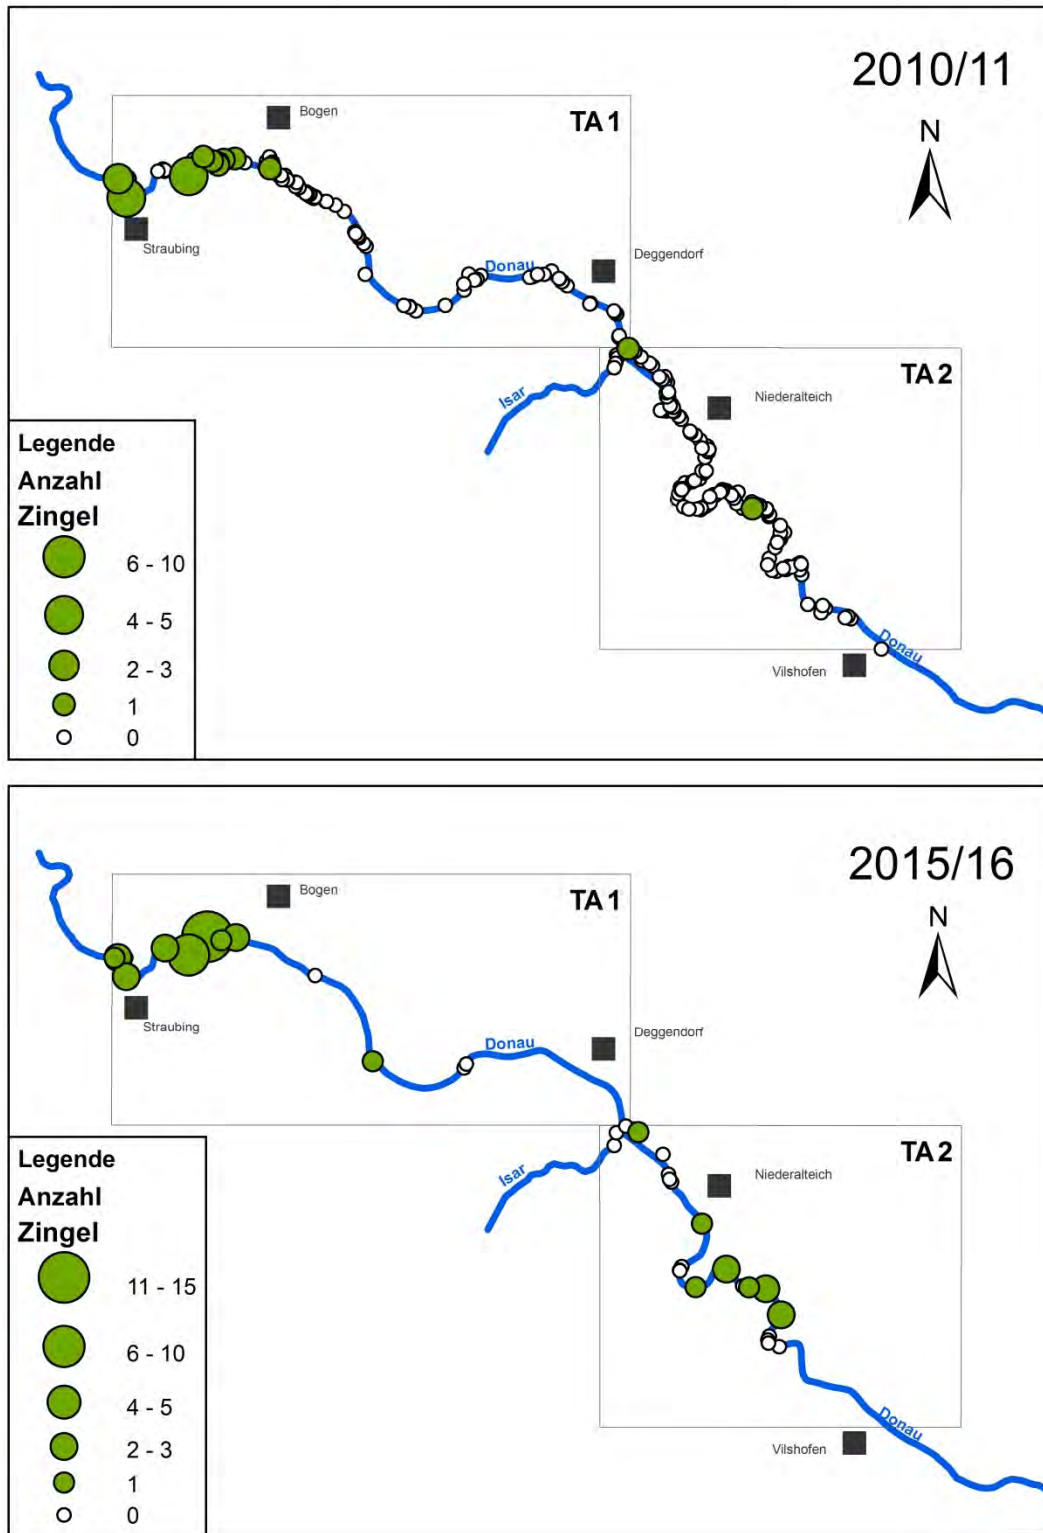 2010/11
N
Bogen
TA 1
Straubing
Donau
Deggendorf
TA 2
Isar
Niederalteich
Donau
Vilshofen
Legende
Anzahl
Zingel
6 - 10
4 - 5
2 - 3
1
0
2015/16
N
Bogen
TA 1
Straubing
Donau
Deggendorf
TA 2
Isar
Niederalteich
Donau
Vilshofen
Legende
Anzahl
Zingel
11 - 15
6 - 10
4 - 5
2 - 3
1
0